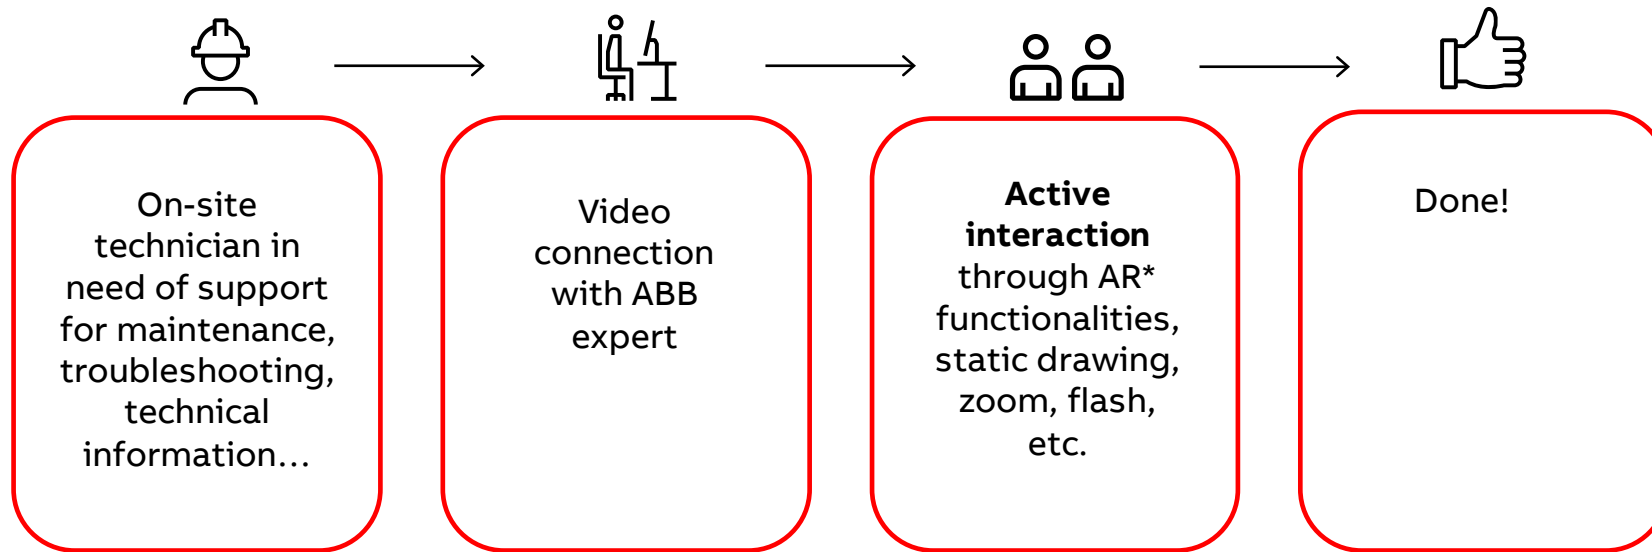 On-site
technician in
need of support
for maintenance,
troubleshooting,
technical
information...
Video
connection
with ABB
expert
Active
interaction
through AR*
functionalities,
static drawing,
zoom, flash,
etc.
Done!